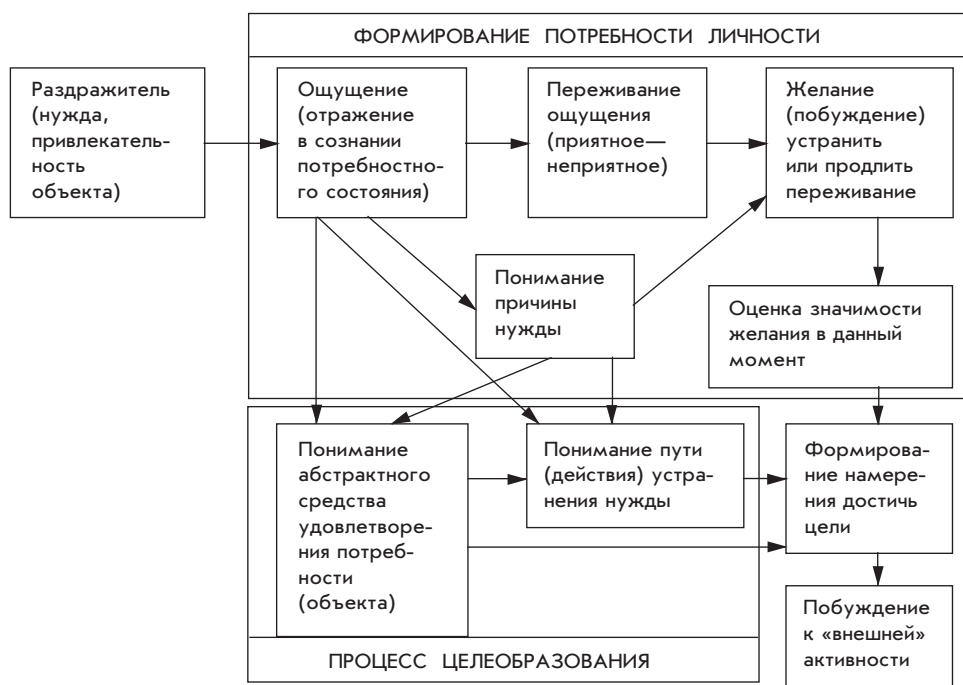 ФОРМИРОВАНИЕ ПОТРЕБНОСТИ ЛИЧНОСТИ
Раздражитель
(нужда,
привлекатель-
ность
объекта)
Ощущение
(отражение
в сознании
потребностно-
го состояния)
Переживание
ощущения
(приятное—
неприятное)
Желание
(побуждение)
устранить
или продлить
переживание
Понимание
причины
нужды
Оценка значимости
желания в данный
момент
Понимание
абстрактного
средства
удовлетворе-
ния потреб-
ности
(объекта)
Понимание пути
(действия) устра-
нения нужды
Формирова-
ние намере-
ния достичь
цели
Побуждение
к «внешней»
активности
ПРОЦЕСС ЦЕЛЕОБРАЗОВАНИЯ